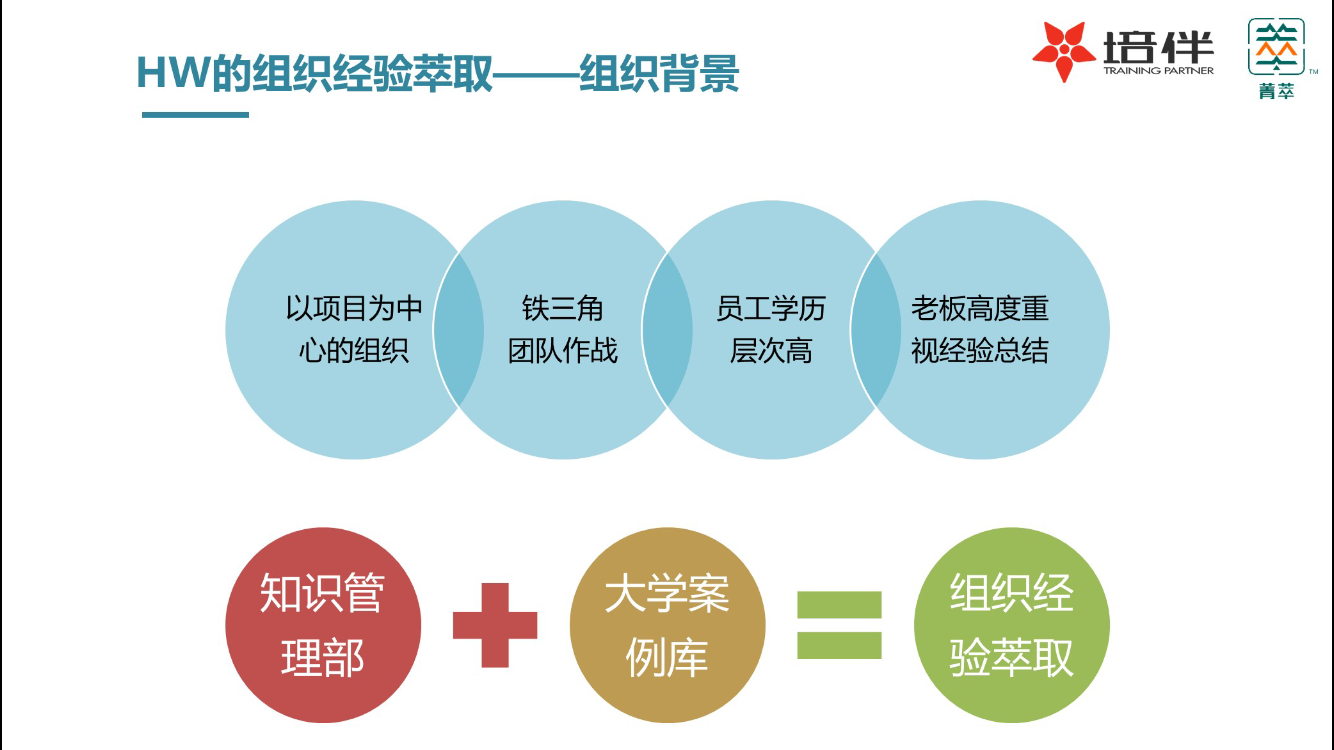 HW的组织经验萃取——组织背景
培伴
TRAINING PARTNER
萃
TM
菁萃
以项目为中
心的组织
铁三角
团队作战
员工学历
层次高
老板高度重
视经验总结
知识管
理部
大学案
例库
组织经
验萃取